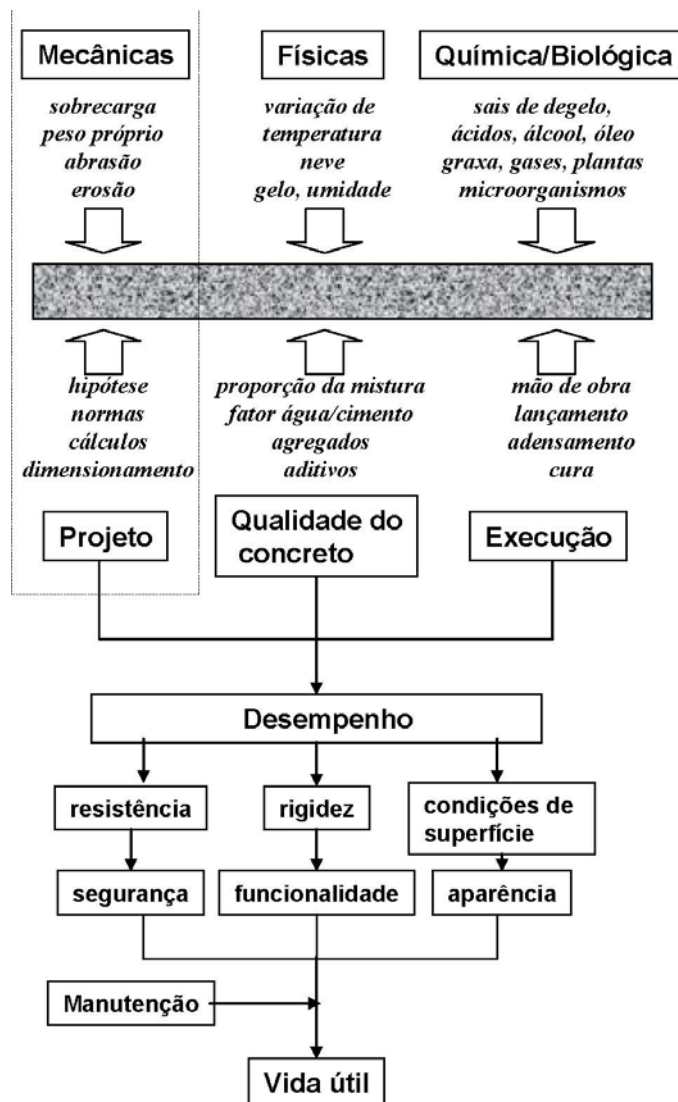 Mecânicas
Físicas
Química/Biológica
sobrecarga
peso próprio
abrasão
erosão
variação de
temperatura
neve
gelo, umidade
sais de degelo,
ácidos, álcool, óleo
graxa, gases, plantas
microorganismos
hipótese
normas
cálculos
dimensionamento
proporção da mistura
fator água/cimento
agregados
aditivos
mão de obra
lançamento
adensamento
cura
Projeto
Qualidade do
concreto
Execução
Desempenho
resistência
rigidez
condições de
superfície
segurança
funcionalidade
aparência
Manutenção
Vida útil